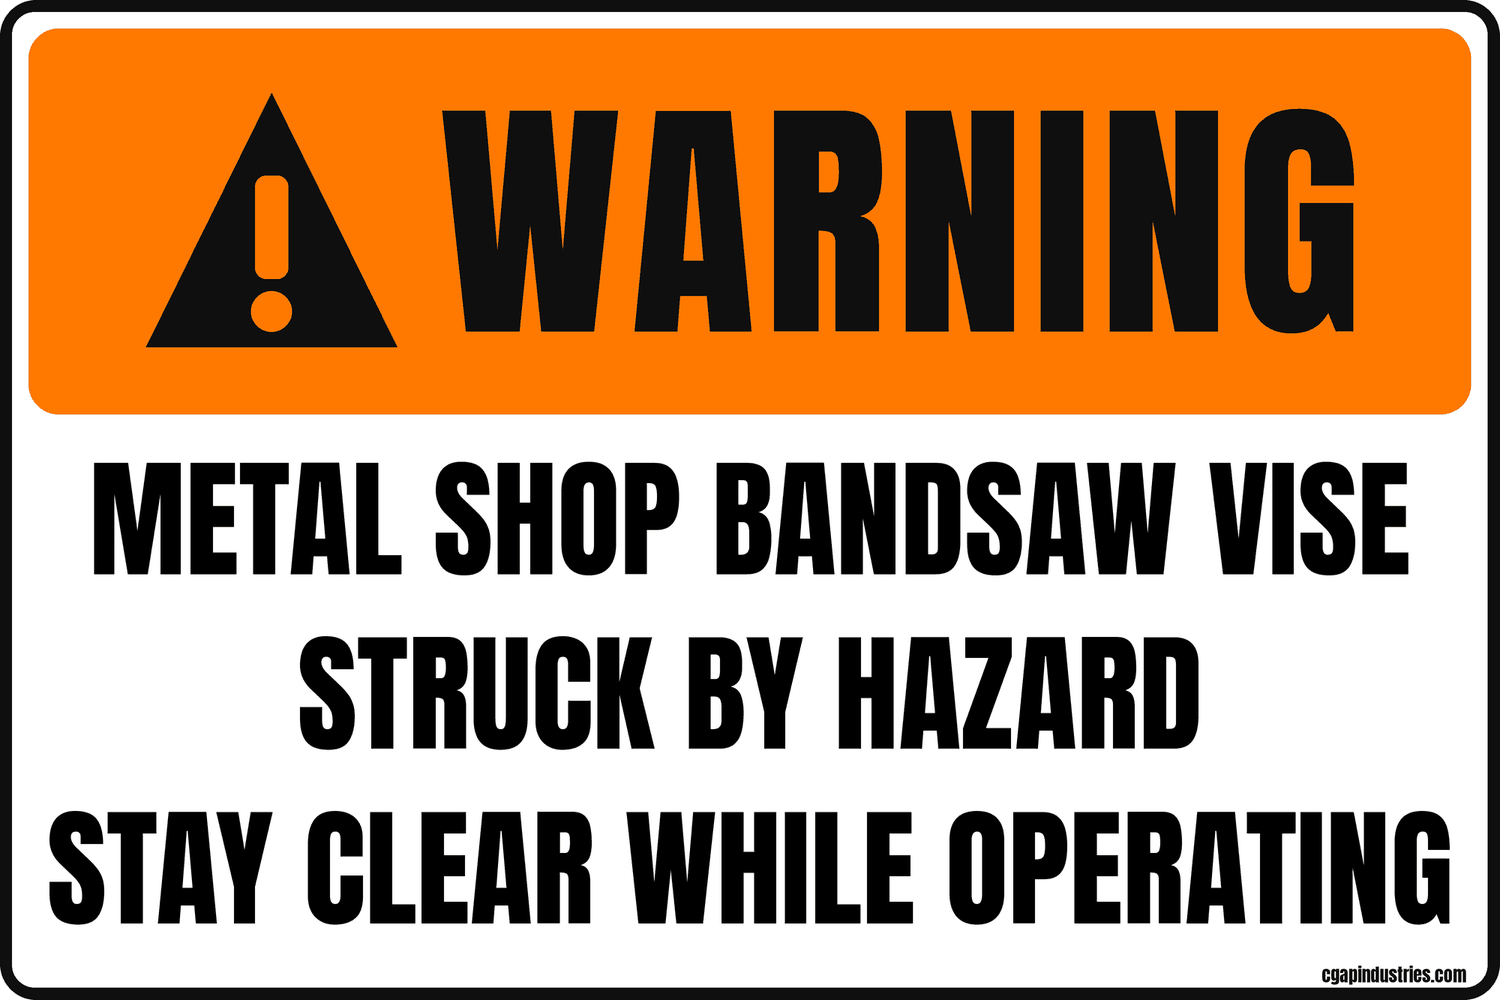 WARNING
METAL SHOP BANDSAW VISE
STRUCK BY HAZARD
STAY CLEAR WHILE OPERATING
cgapindustries.com